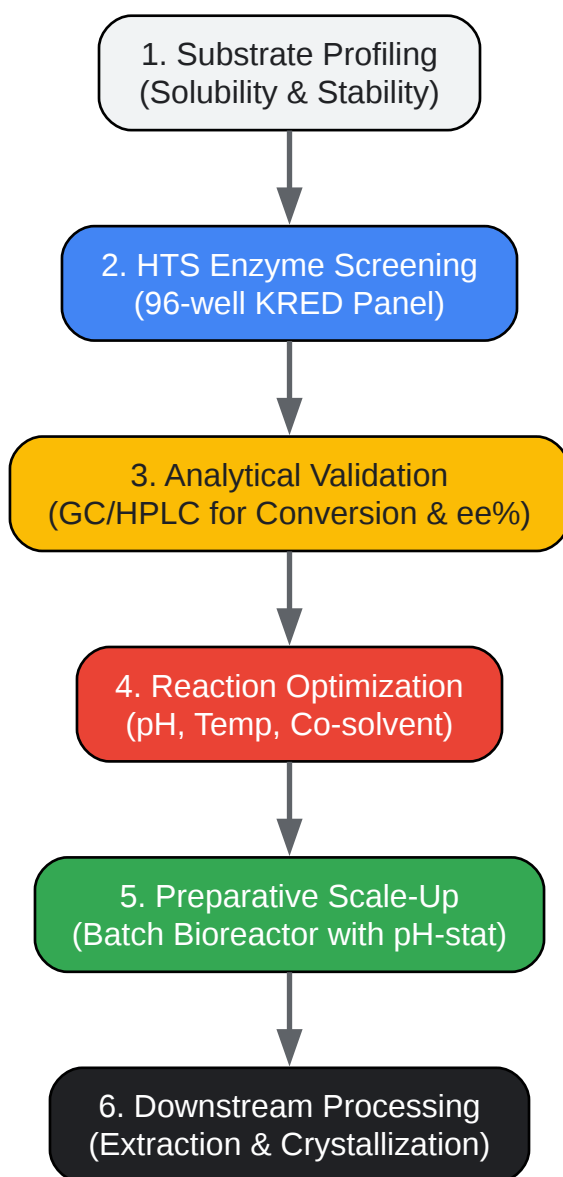 1. Substrate Profiling
(Solubility & Stability)
2. HTS Enzyme Screening
(96-well KRED Panel)
3. Analytical Validation
(GC/HPLC for Conversion & ee%)
4. Reaction Optimization
(pH, Temp, Co-solvent)
5. Preparative Scale-Up
(Batch Bioreactor with pH-stat)
6. Downstream Processing
(Extraction & Crystallization)